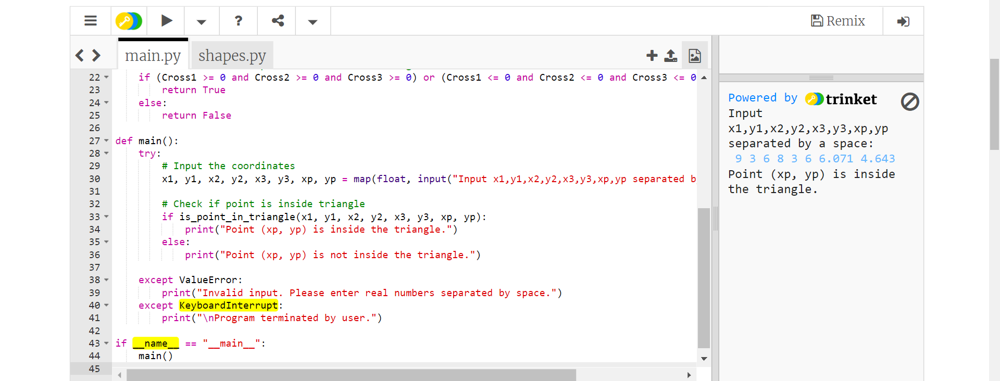 ?
Remix
main.py
shapes.py
22 if (Cross1 >= 0 and Cross2 >= 0 and Cross3 >= 0) or (Cross1 <= 0 and Cross2 <= 0 and Cross3 <= 0
23 return True
24 else:
25 return False
26
27 def main():
28 try:
29 # Input the coordinates
30 x1, y1, x2, y2, x3, y3, xp, yp = map(float, input("Input x1,y1,x2,y2,x3,y3,xp,yp separated b
31
32 # Check if point is inside triangle
33 if is_point_in_triangle(x1, y1, x2, y2, x3, y3, xp, yp):
34 print("Point (xp, yp) is inside the triangle.")
35 else:
36 print("Point (xp, yp) is not inside the triangle.")
37
38 except ValueError:
39 print("Invalid input. Please enter real numbers separated by space.")
40 except KeyboardInterrupt:
41 print("\nProgram terminated by user.")
42
43 if __name__ == "__main__":
44 main()
45
Powered by trinket
Input
x1,y1,x2,y2,x3,y3,xp,yp
separated by a space:
9 3 6 8 3 6 6.071 4.643
Point (xp, yp) is inside
the triangle.